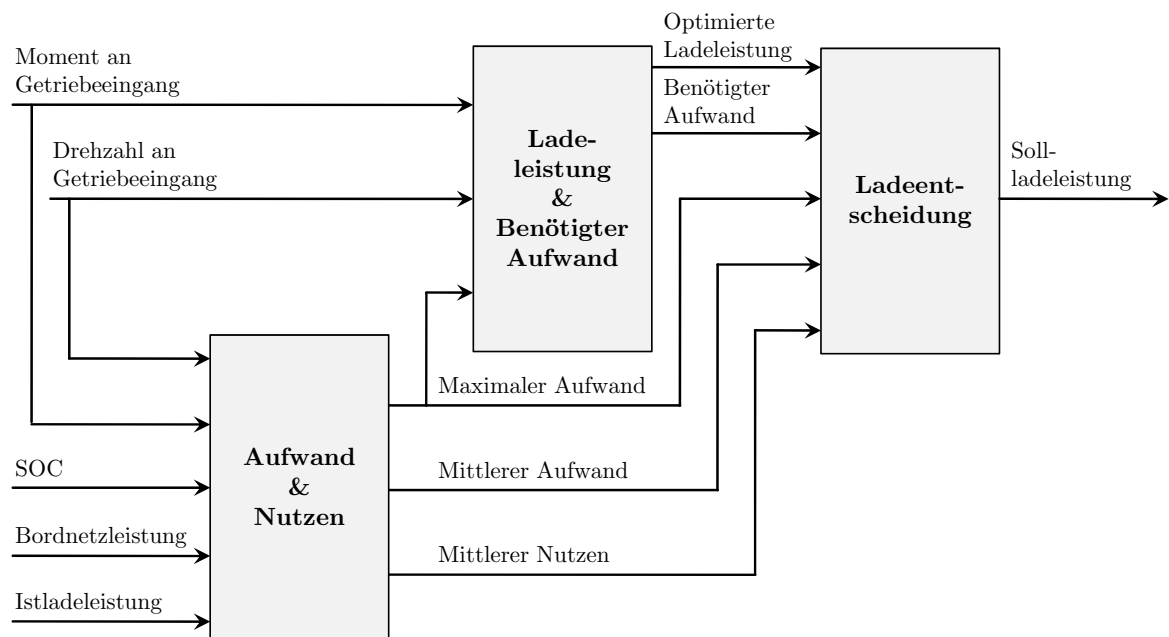 Moment an
Getriebeeingang
Drehzahl an
Getriebeeingang
SOC
Bordnetzleistung
Istladeleistung
Aufwand
&
Nutzen
Maximaler Aufwand
Mittlerer Aufwand
Mittlerer Nutzen
Lade-
leistung
&
Benötigter
Aufwand
Optimierte
Ladeleistung
Benötigter
Aufwand
Ladeent-
scheidung
Soll-
ladeleistung